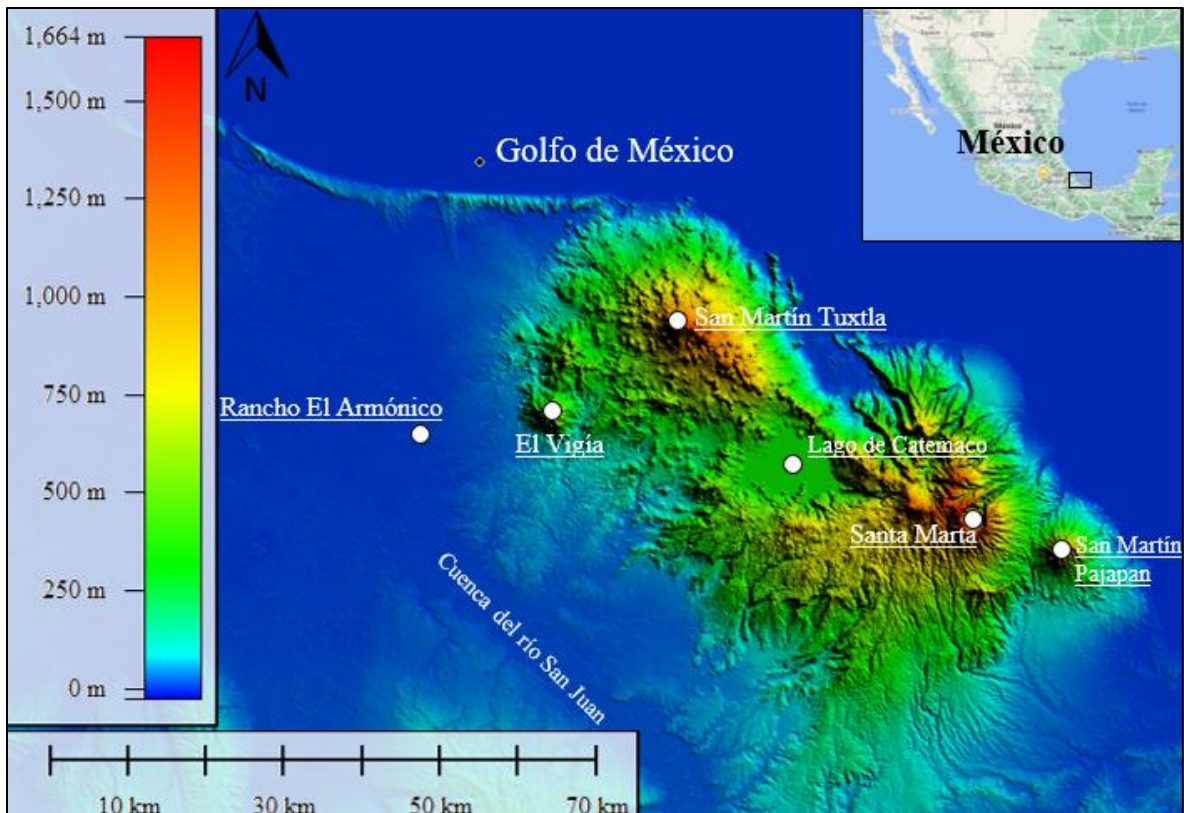 1,664 m
1,500 m
1,250 m
1,000 m
750 m
500 m
250 m
0 m
N
Golfo de México
México
San Martín Tuxtla
Rancho El Armónico
El Vigía
Lago de Catemaco
Santa Marta
San Martín
Pajapan
Cuenca del río San Juan
10 km
30 km
50 km
70 km